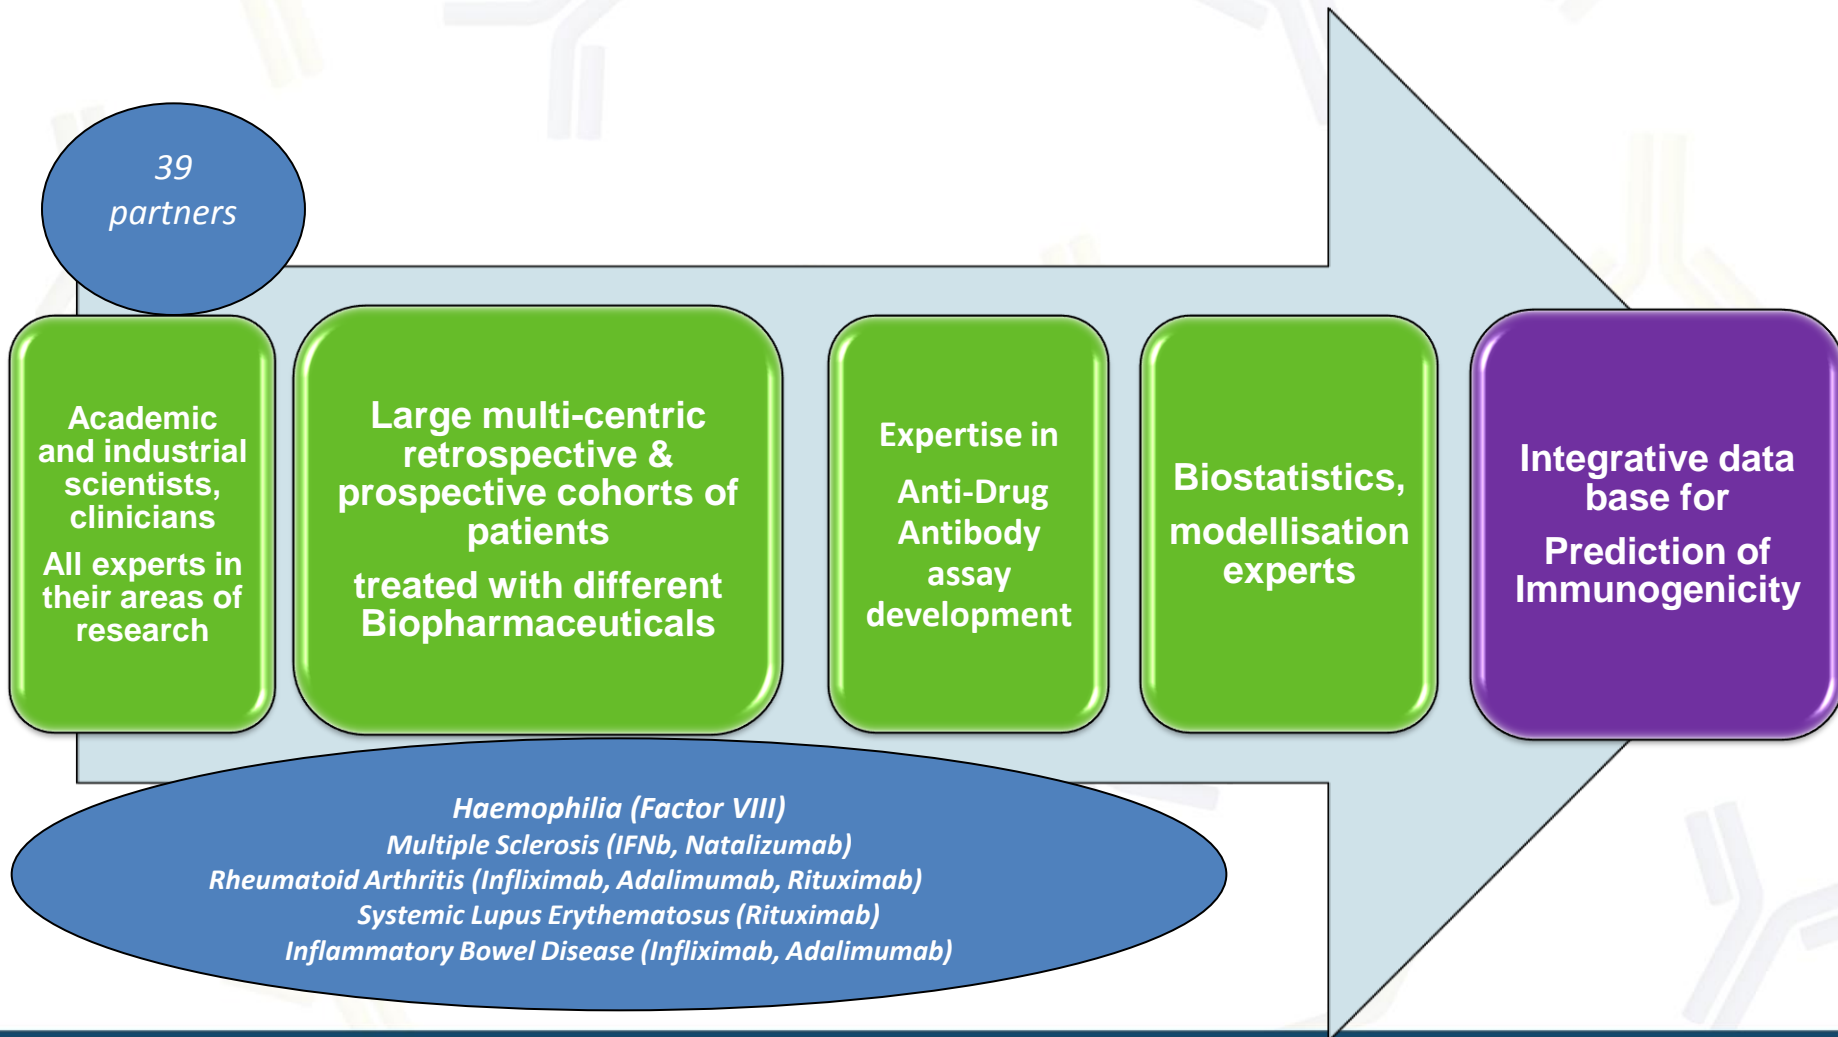 39
partners
Academic
and industrial
scientists,
clinicians
All experts in
their areas of
research
Large multi-centric
retrospective &
prospective cohorts of
patients
treated with different
Biopharmaceuticals
Expertise in
Anti-Drug
Antibody
assay
development
Biostatistics,
modellisation
experts
Integrative data
base for
Prediction of
Immunogenicity
Haemophilia (Factor VIII)
Multiple Sclerosis (IFNb, Natalizumab)
Rheumatoid Arthritis (Infliximab, Adalimumab, Rituximab)
Systemic Lupus Erythematosus (Rituximab)
Inflammatory Bowel Disease (Infliximab, Adalimumab)